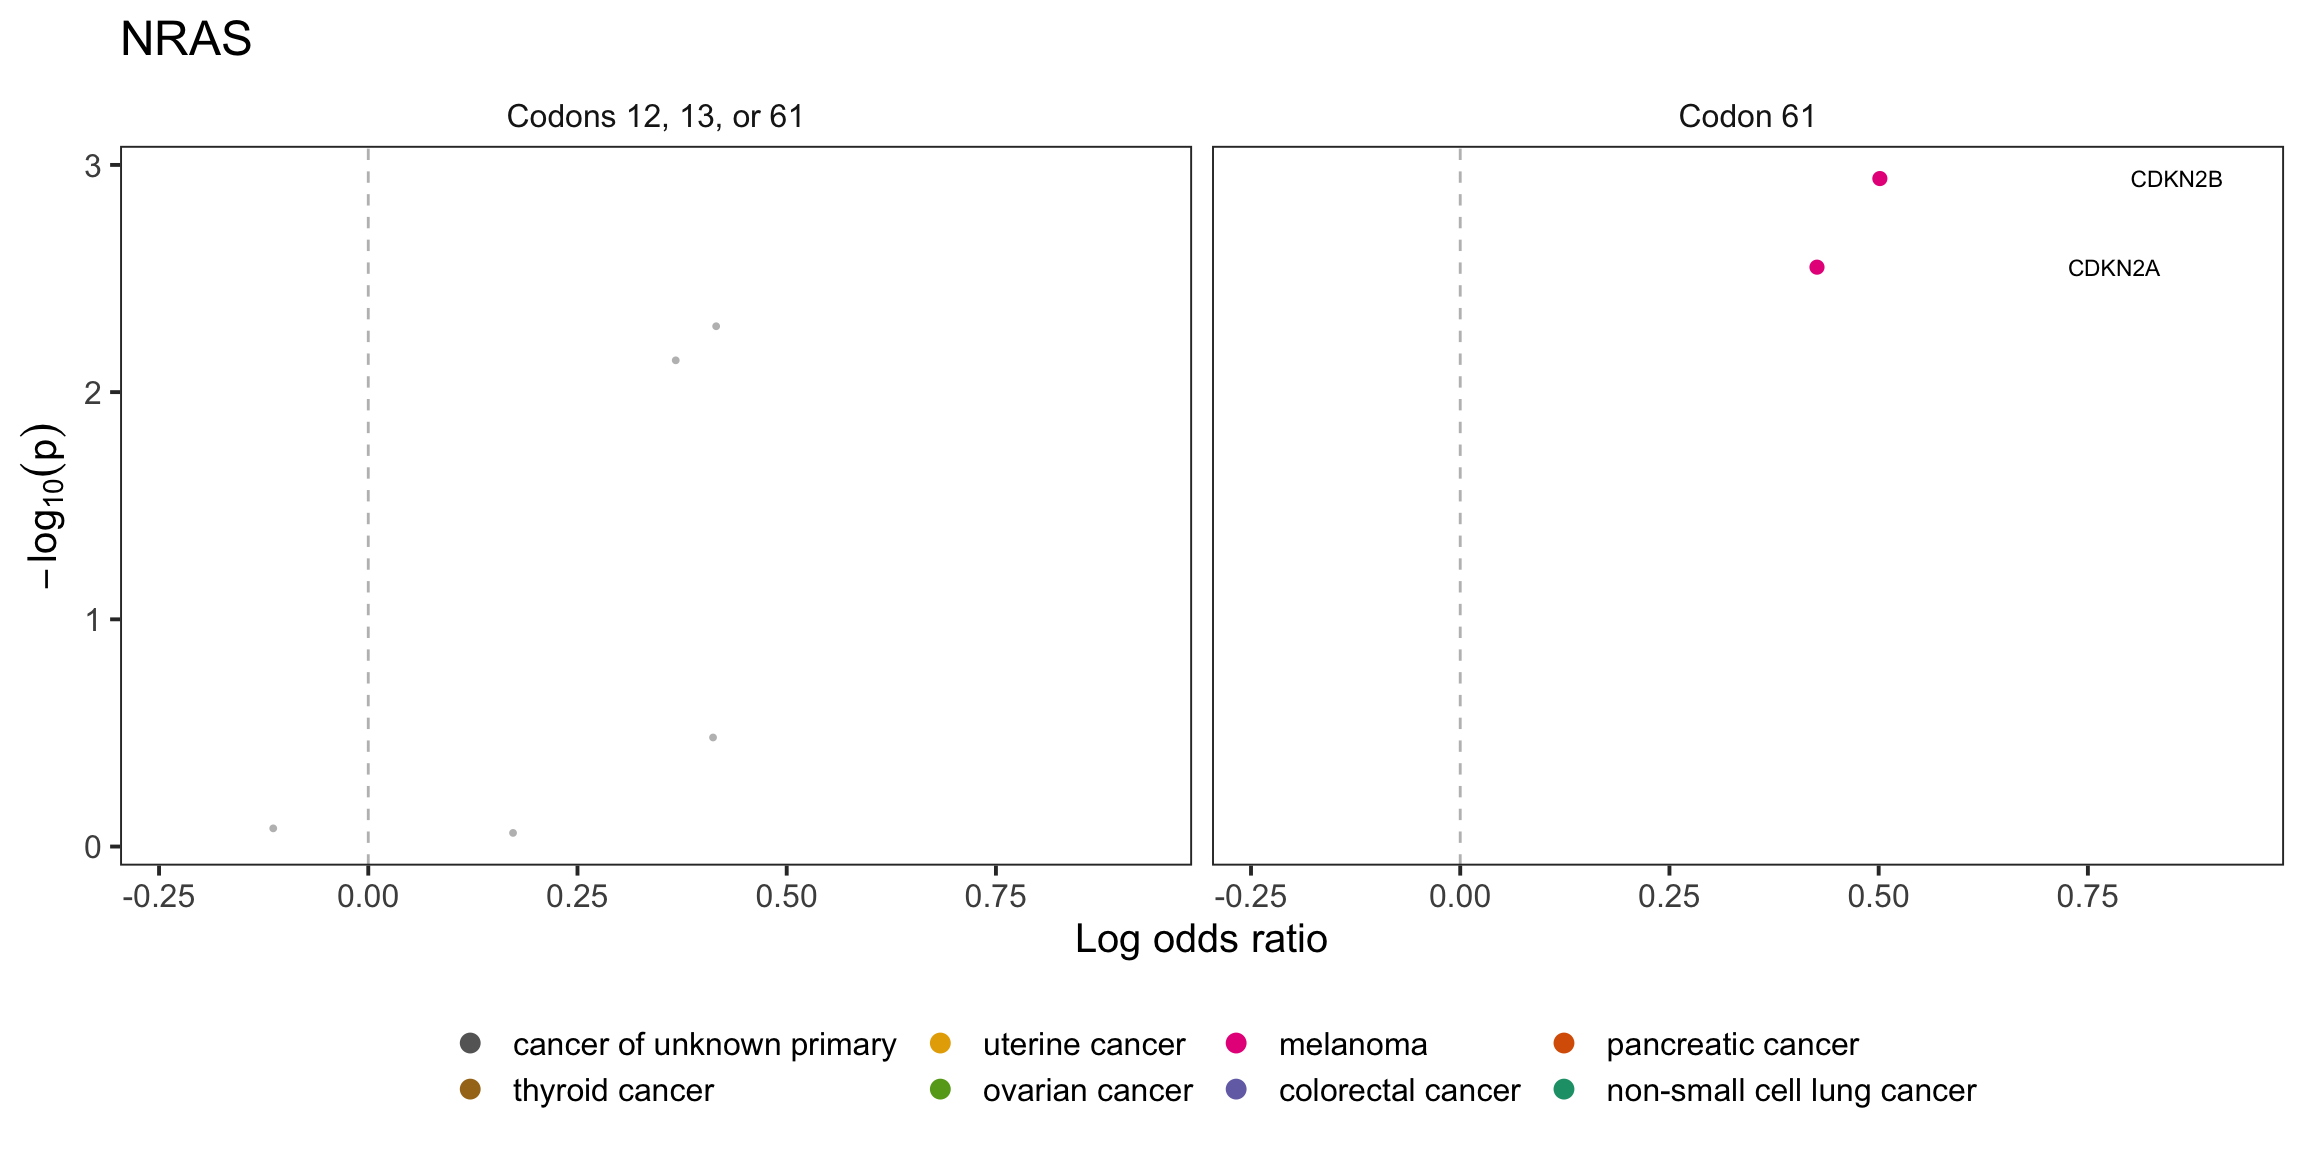 NRAS
Codons 12, 13, or 61
Codon 61
3
2
1
0
−log10(p)
CDKN2B
CDKN2A
-0.25 0.00 0.25 0.50 0.75
-0.25 0.00 0.25 0.50 0.75
Log odds ratio
cancer of unknown primary uterine cancer melanoma pancreatic cancer
thyroid cancer ovarian cancer colorectal cancer non-small cell lung cancer